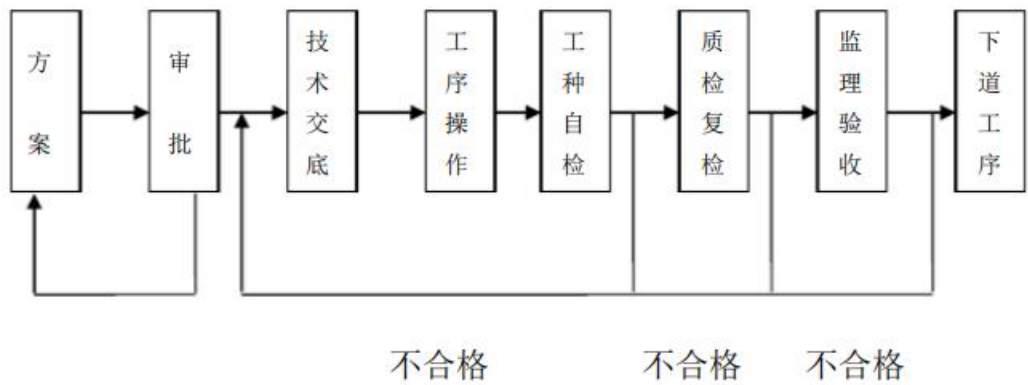 方案
审批
技术交底
工序操作
工种自检
质检复检
监理验收
下道工序
不合格
不合格
不合格